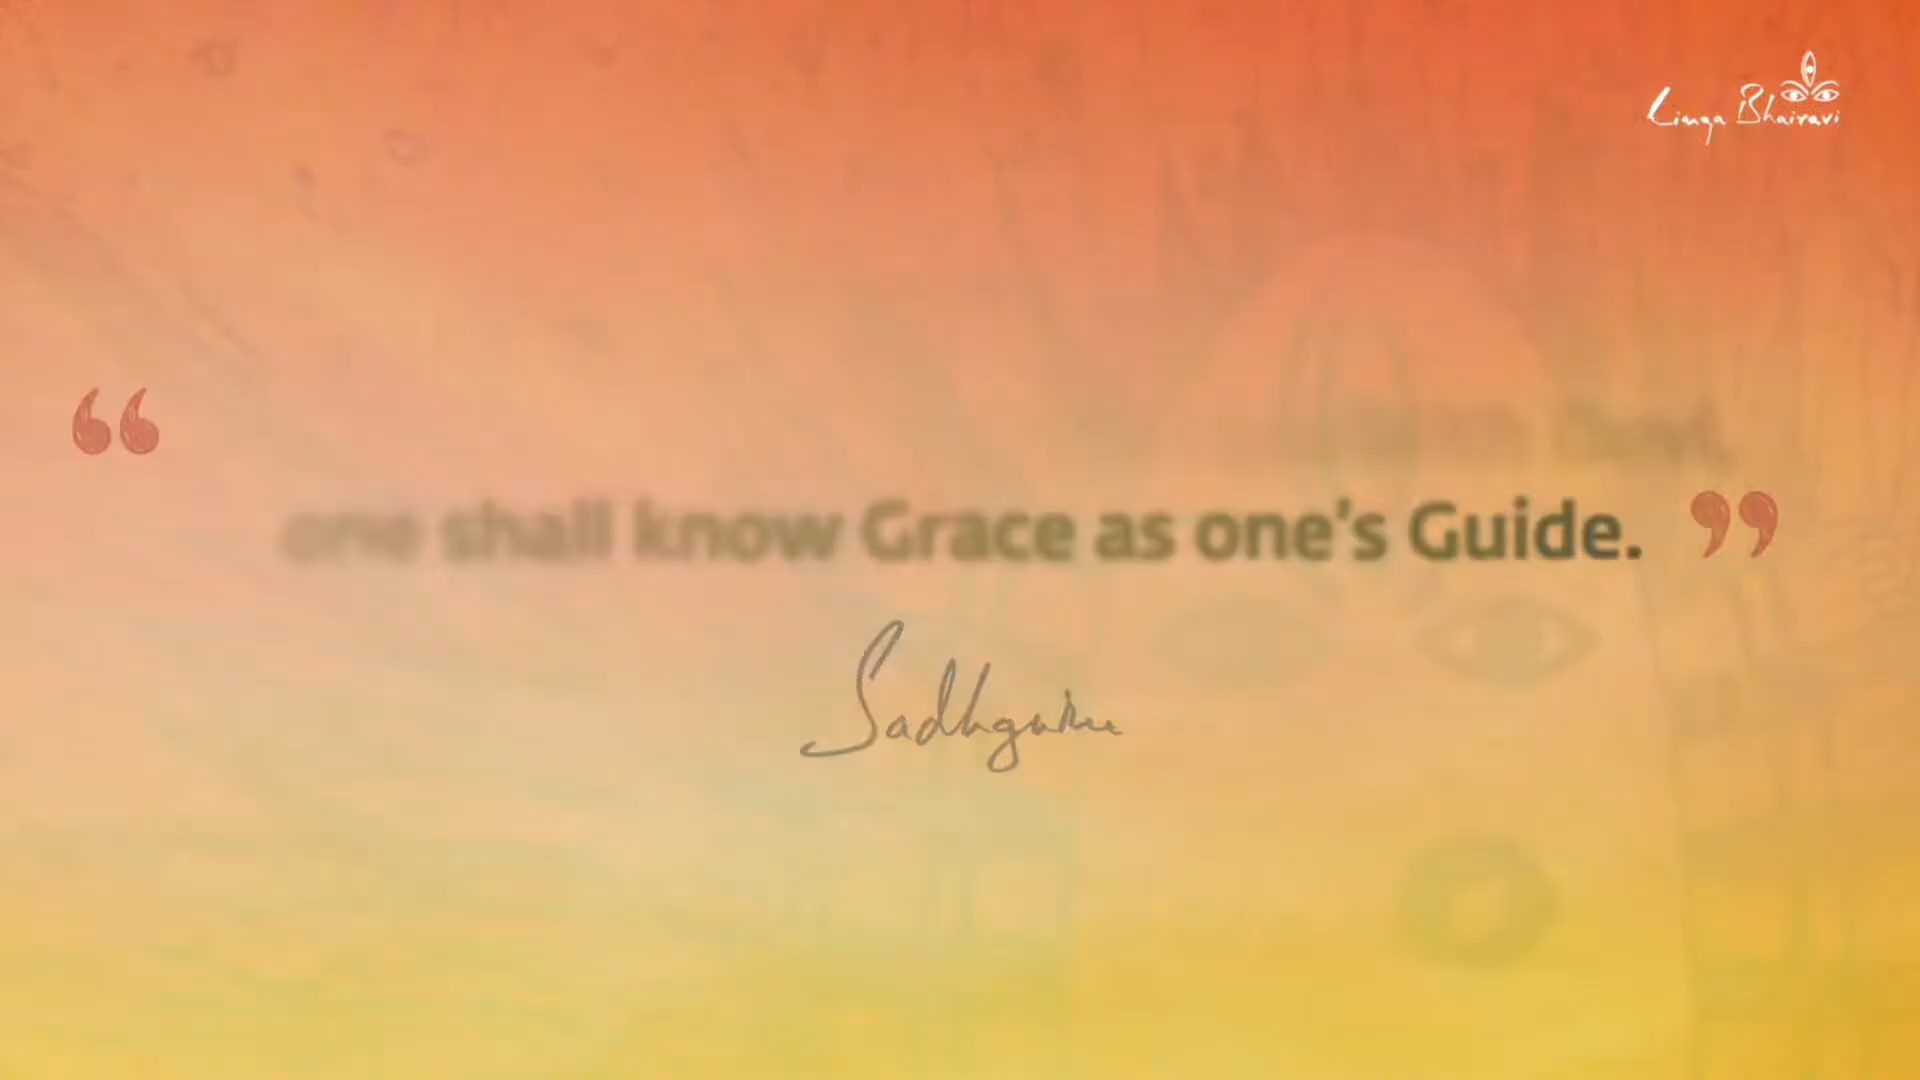 Linga Bhairavi
“
one shall know Grace as one's Guide. ”
Sadhguru